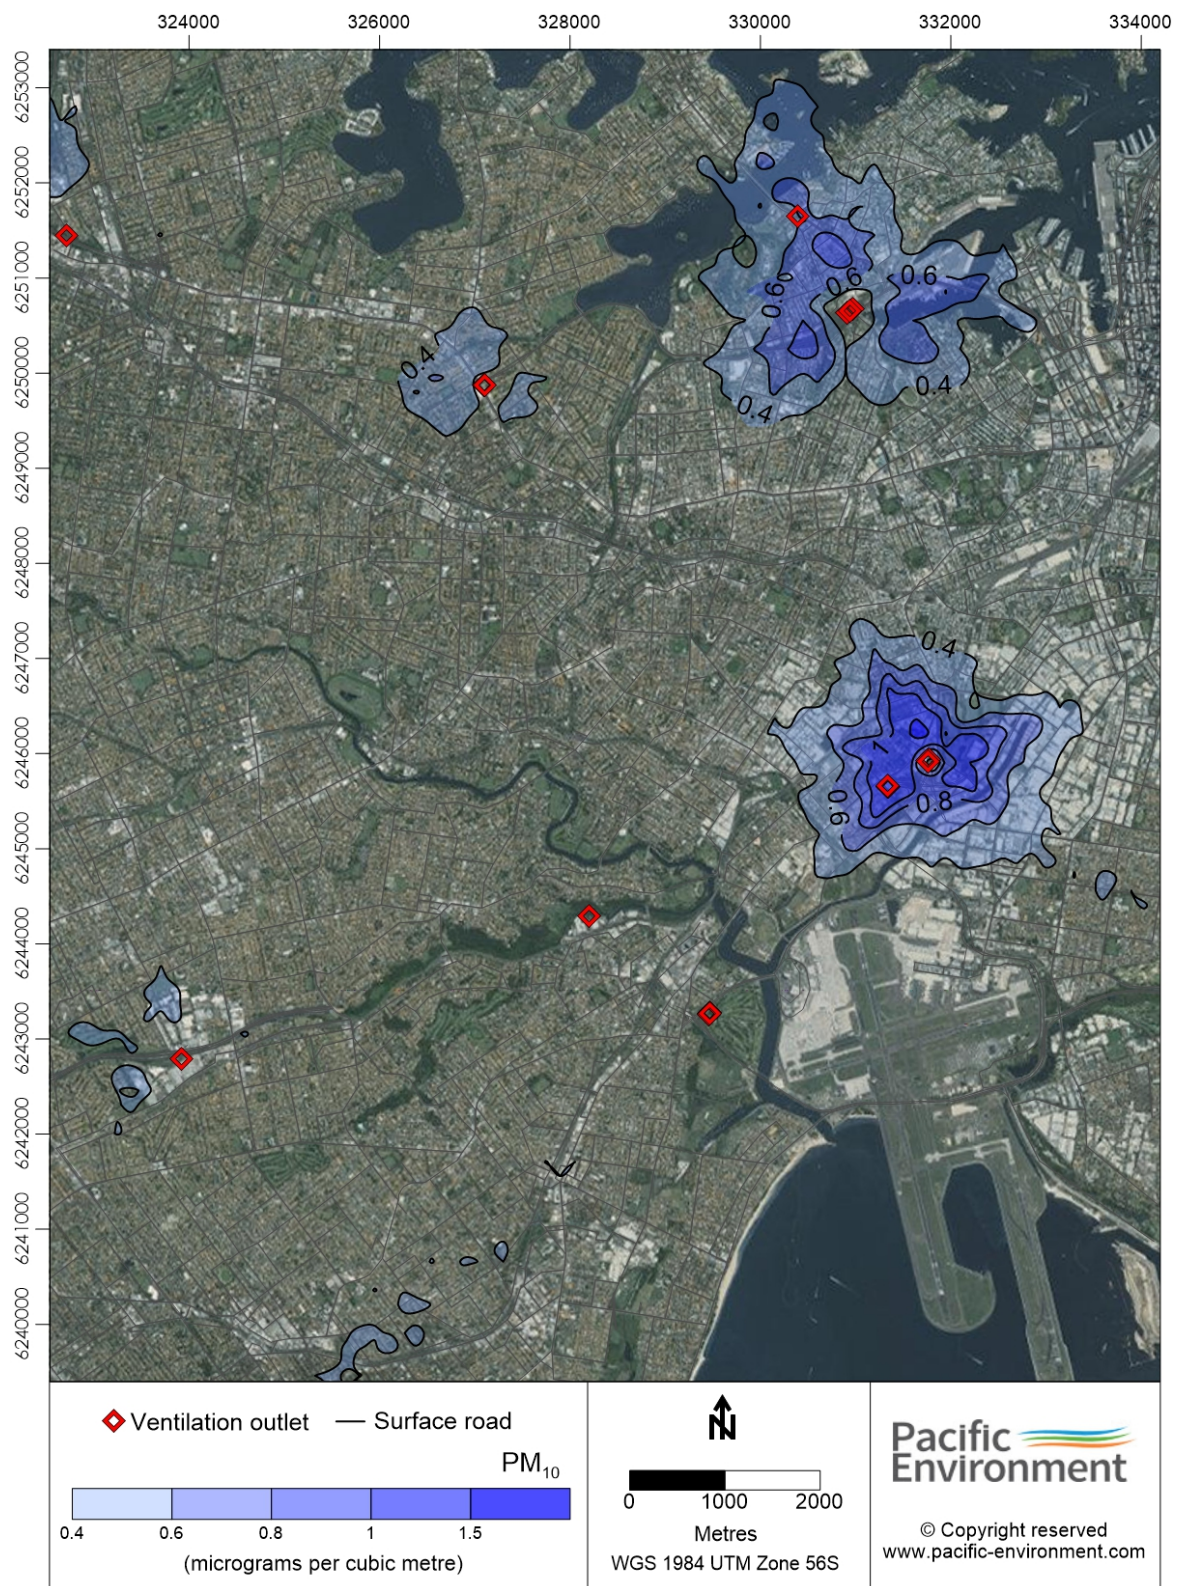 324000 326000 328000 330000 332000 334000
6253000
6252000
6251000
6250000
6249000
6248000
6247000
6246000
6245000
6244000
6243000
6242000
6241000
6240000
0.6
0.6
0.6
0.4
0.4
0.4
0.4
1
0.6
0.8
Ventilation outlet
Surface road
PM10
0.4 0.6 0.8 1 1.5
(micrograms per cubic metre)
N
0 1000 2000
Metres
WGS 1984 UTM Zone 56S
Pacific
Environment
© Copyright reserved
www.pacific-environment.com